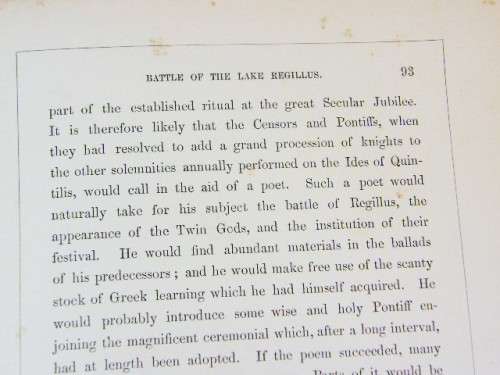 BATTLE OF THE LAKE REGILLUS. 93
part of the established ritual at the great Secular Jubilee.
It is therefore likely that the Censors and Pontiffs, when
they had resolved to add a grand procession of knights to
the other solemnities annually performed on the Ides of Quin-
tilis, would call in the aid of a poet. Such a poet would
naturally take for his subject the battle of Regillus, the
appearance of the Twin Gods, and the institution of their
festival. He would find abundant materials in the ballads
of his predecessors; and he would make free use of the scanty
stock of Greek learning which he had himself acquired. He
would probably introduce some wise and holy Pontiff en-
joining the magnificent ceremonial which, after a long interval,
had at length been adopted. If the poem succeeded, many
Parts of it would be